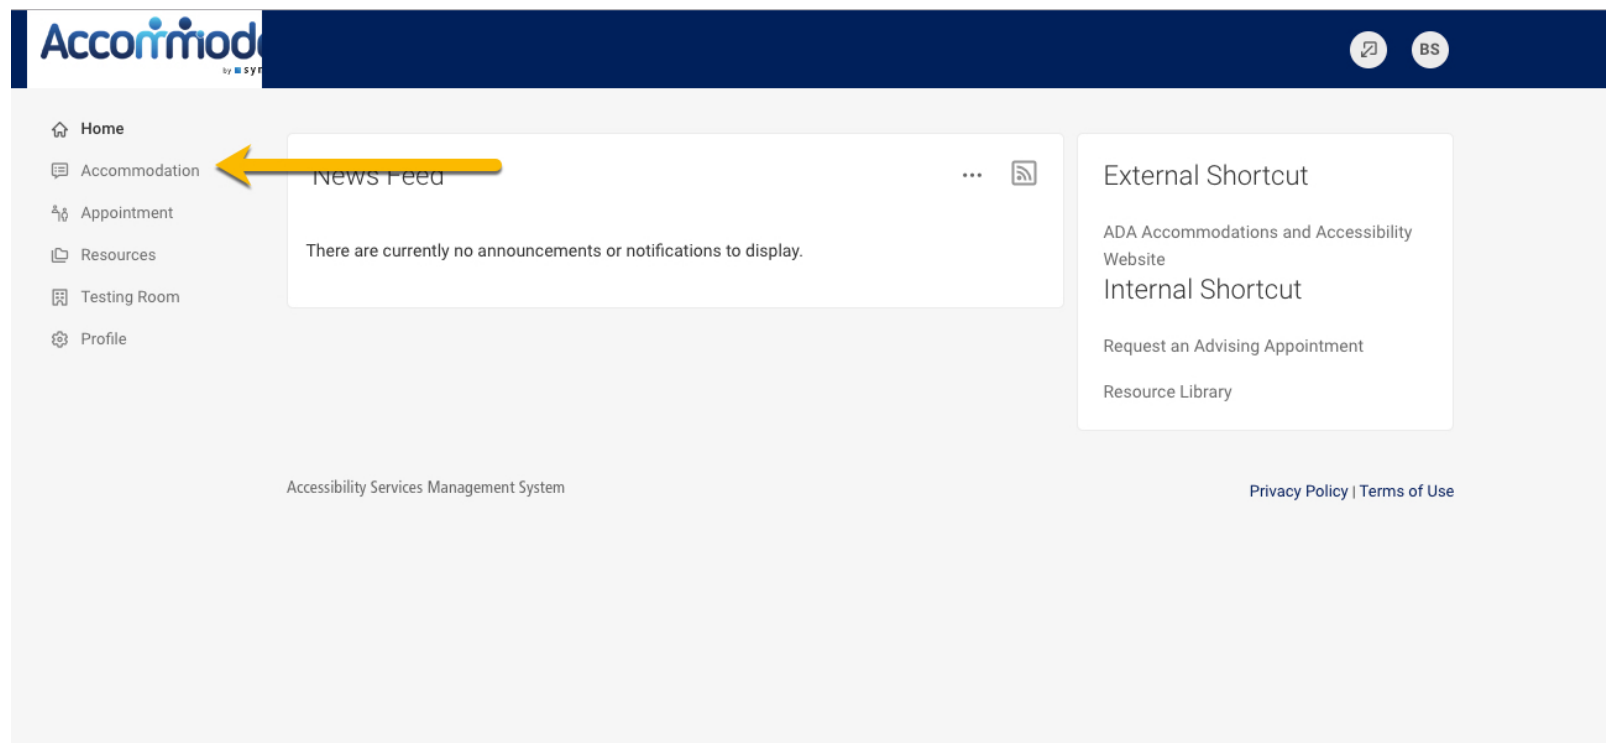 Accommod
by syn
BS
Home
Accommodation
Appointment
Resources
Testing Room
Profile
News Feed
There are currently no announcements or notifications to display.
External Shortcut
ADA Accommodations and Accessibility
Website
Internal Shortcut
Request an Advising Appointment
Resource Library
Accessibility Services Management System
Privacy Policy | Terms of Use